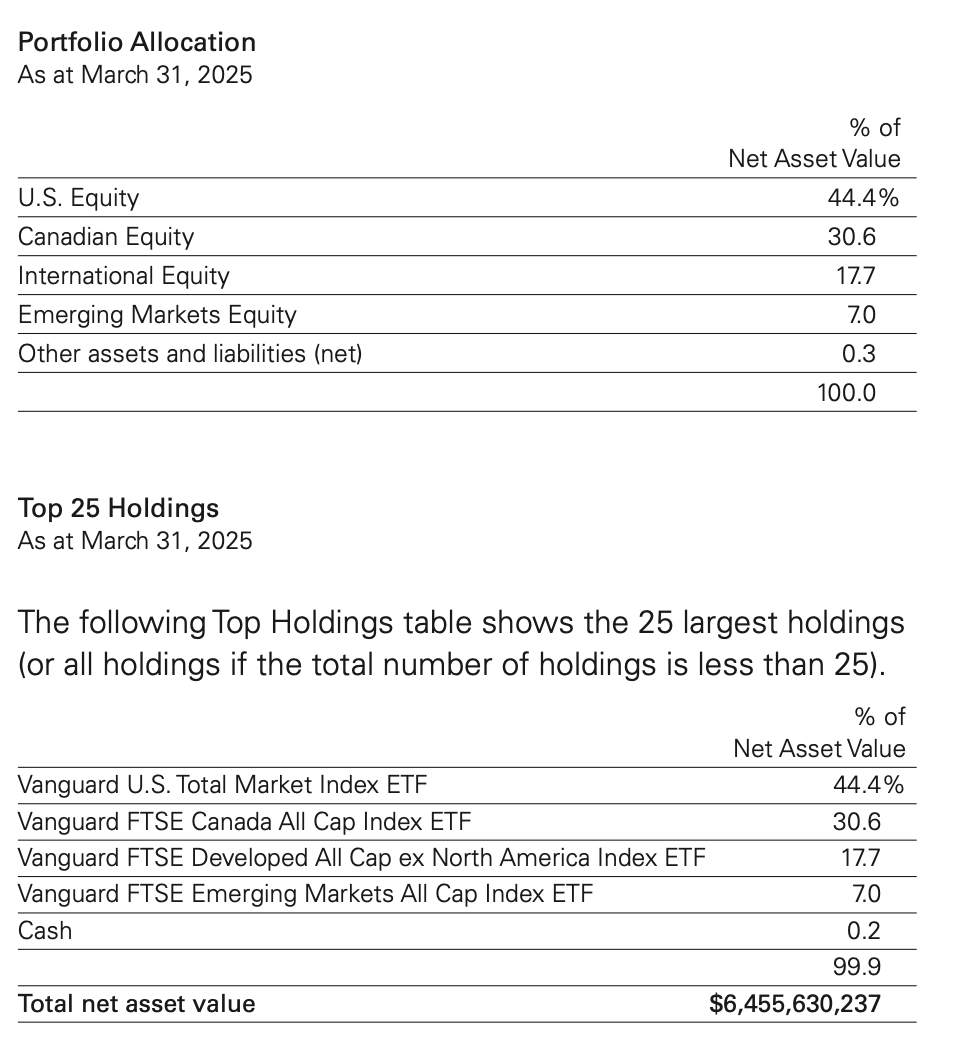 Portfolio Allocation
As at March 31, 2025
% of
Net Asset Value
U.S. Equity 44.4%
Canadian Equity 30.6
International Equity 17.7
Emerging Markets Equity 7.0
Other assets and liabilities (net) 0.3
100.0
Top 25 Holdings
As at March 31, 2025
The following Top Holdings table shows the 25 largest holdings
(or all holdings if the total number of holdings is less than 25).
% of
Net Asset Value
Vanguard U.S. Total Market Index ETF 44.4%
Vanguard FTSE Canada All Cap Index ETF 30.6
Vanguard FTSE Developed All Cap ex North America Index ETF 17.7
Vanguard FTSE Emerging Markets All Cap Index ETF 7.0
Cash 0.2
99.9
Total net asset value $6,455,630,237